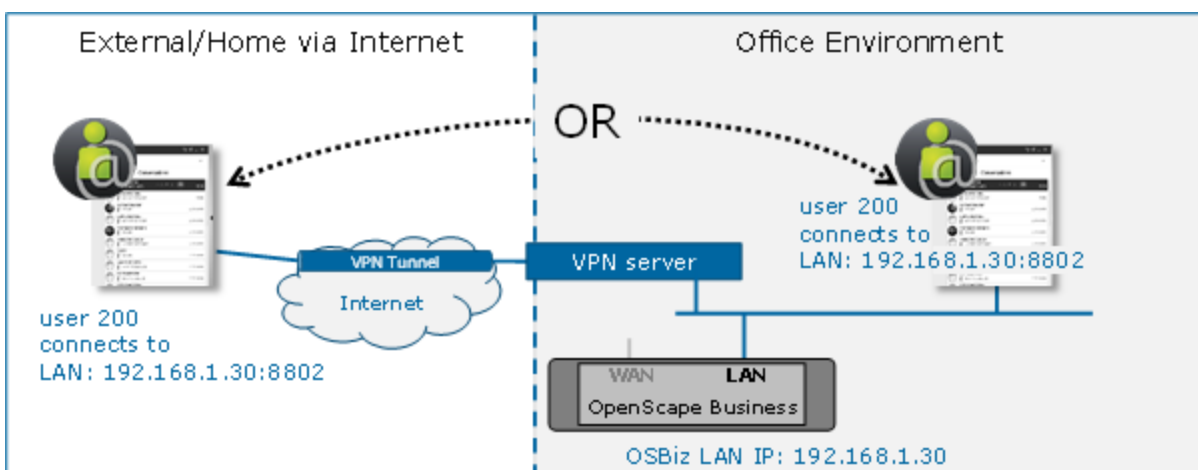 External/Home via Internet
Office Environment
OR
@
@
user 200
connects to
LAN: 192.168.1.30:8802
VPN Tunnel
VPN server
Internet
user 200
connects to
LAN: 192.168.1.30:8802
WAN
LAN
OpenScape Business
OSBiz LAN IP: 192.168.1.30